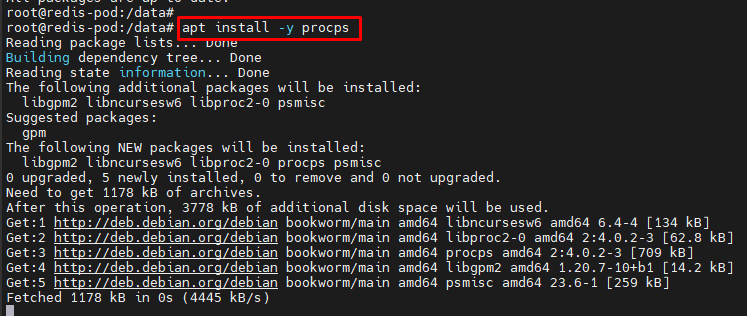 All packages are up to date.
root@redis-pod:/data#
root@redis-pod:/data# apt install -y procps
Reading package lists... Done
Building dependency tree... Done
Reading state information... Done
The following additional packages will be installed:
  libgpm2 libncursesw6 libproc2-0 psmisc
Suggested packages:
  gpm
The following NEW packages will be installed:
  libgpm2 libncursesw6 libproc2-0 procps psmisc
0 upgraded, 5 newly installed, 0 to remove and 0 not upgraded.
Need to get 1178 kB of archives.
After this operation, 3778 kB of additional disk space will be used.
Get:1 http://deb.debian.org/debian bookworm/main amd64 libncursesw6 amd64 6.4-4 [134 kB]
Get:2 http://deb.debian.org/debian bookworm/main amd64 libproc2-0 amd64 2:4.0.2-3 [62.8 kB]
Get:3 http://deb.debian.org/debian bookworm/main amd64 procps amd64 2:4.0.2-3 [709 kB]
Get:4 http://deb.debian.org/debian bookworm/main amd64 libgpm2 amd64 1.20.7-10+b1 [14.2 kB]
Get:5 http://deb.debian.org/debian bookworm/main amd64 psmisc amd64 23.6-1 [259 kB]
Fetched 1178 kB in 0s (4445 kB/s)